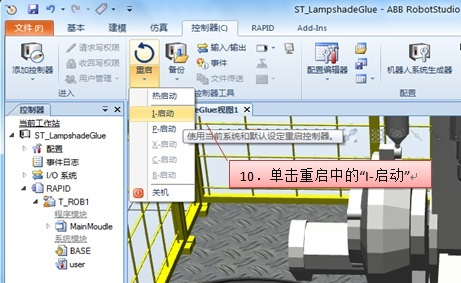 ST_LampshadeGlue - ABB RobotStudio
文件(F) 基本 建模 仿真 控制器(C) RAPID Add-Ins
添加控制器
请求写权限
收回写权限
用户管理
进入
重启
备份
输入/输出
事件
文件传送
控制器工具
配置编辑器
机器人系统生成器
配置
控制器
当前工作站
ST_LampshadeGlue
配置
事件日志
I/O 系统
RAPID
T_ROB1
程序模块
MainMoudle
系统模块
BASE
user
热启动
I-启动
P-启动
X-启动
C-启动
B-启动
关机
eGlue视图1
使用当前系统和默认设定重启控制器。
10. 单击重启中的“I-启动”